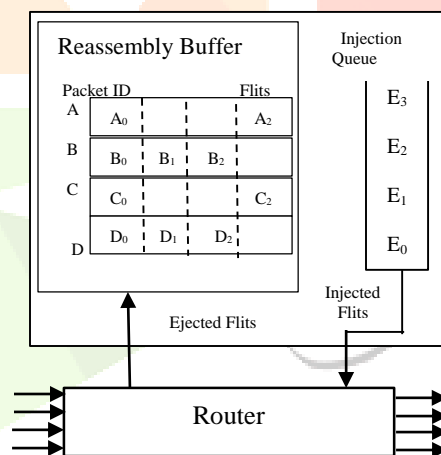 Reassembly Buffer
Injection
Queue
Packet ID Flits
A A0 A2
B B0 B1 B2
C C0 C2
D D0 D1 D2
E3
E2
E1
E0
Ejected Flits
Injected
Flits
Router